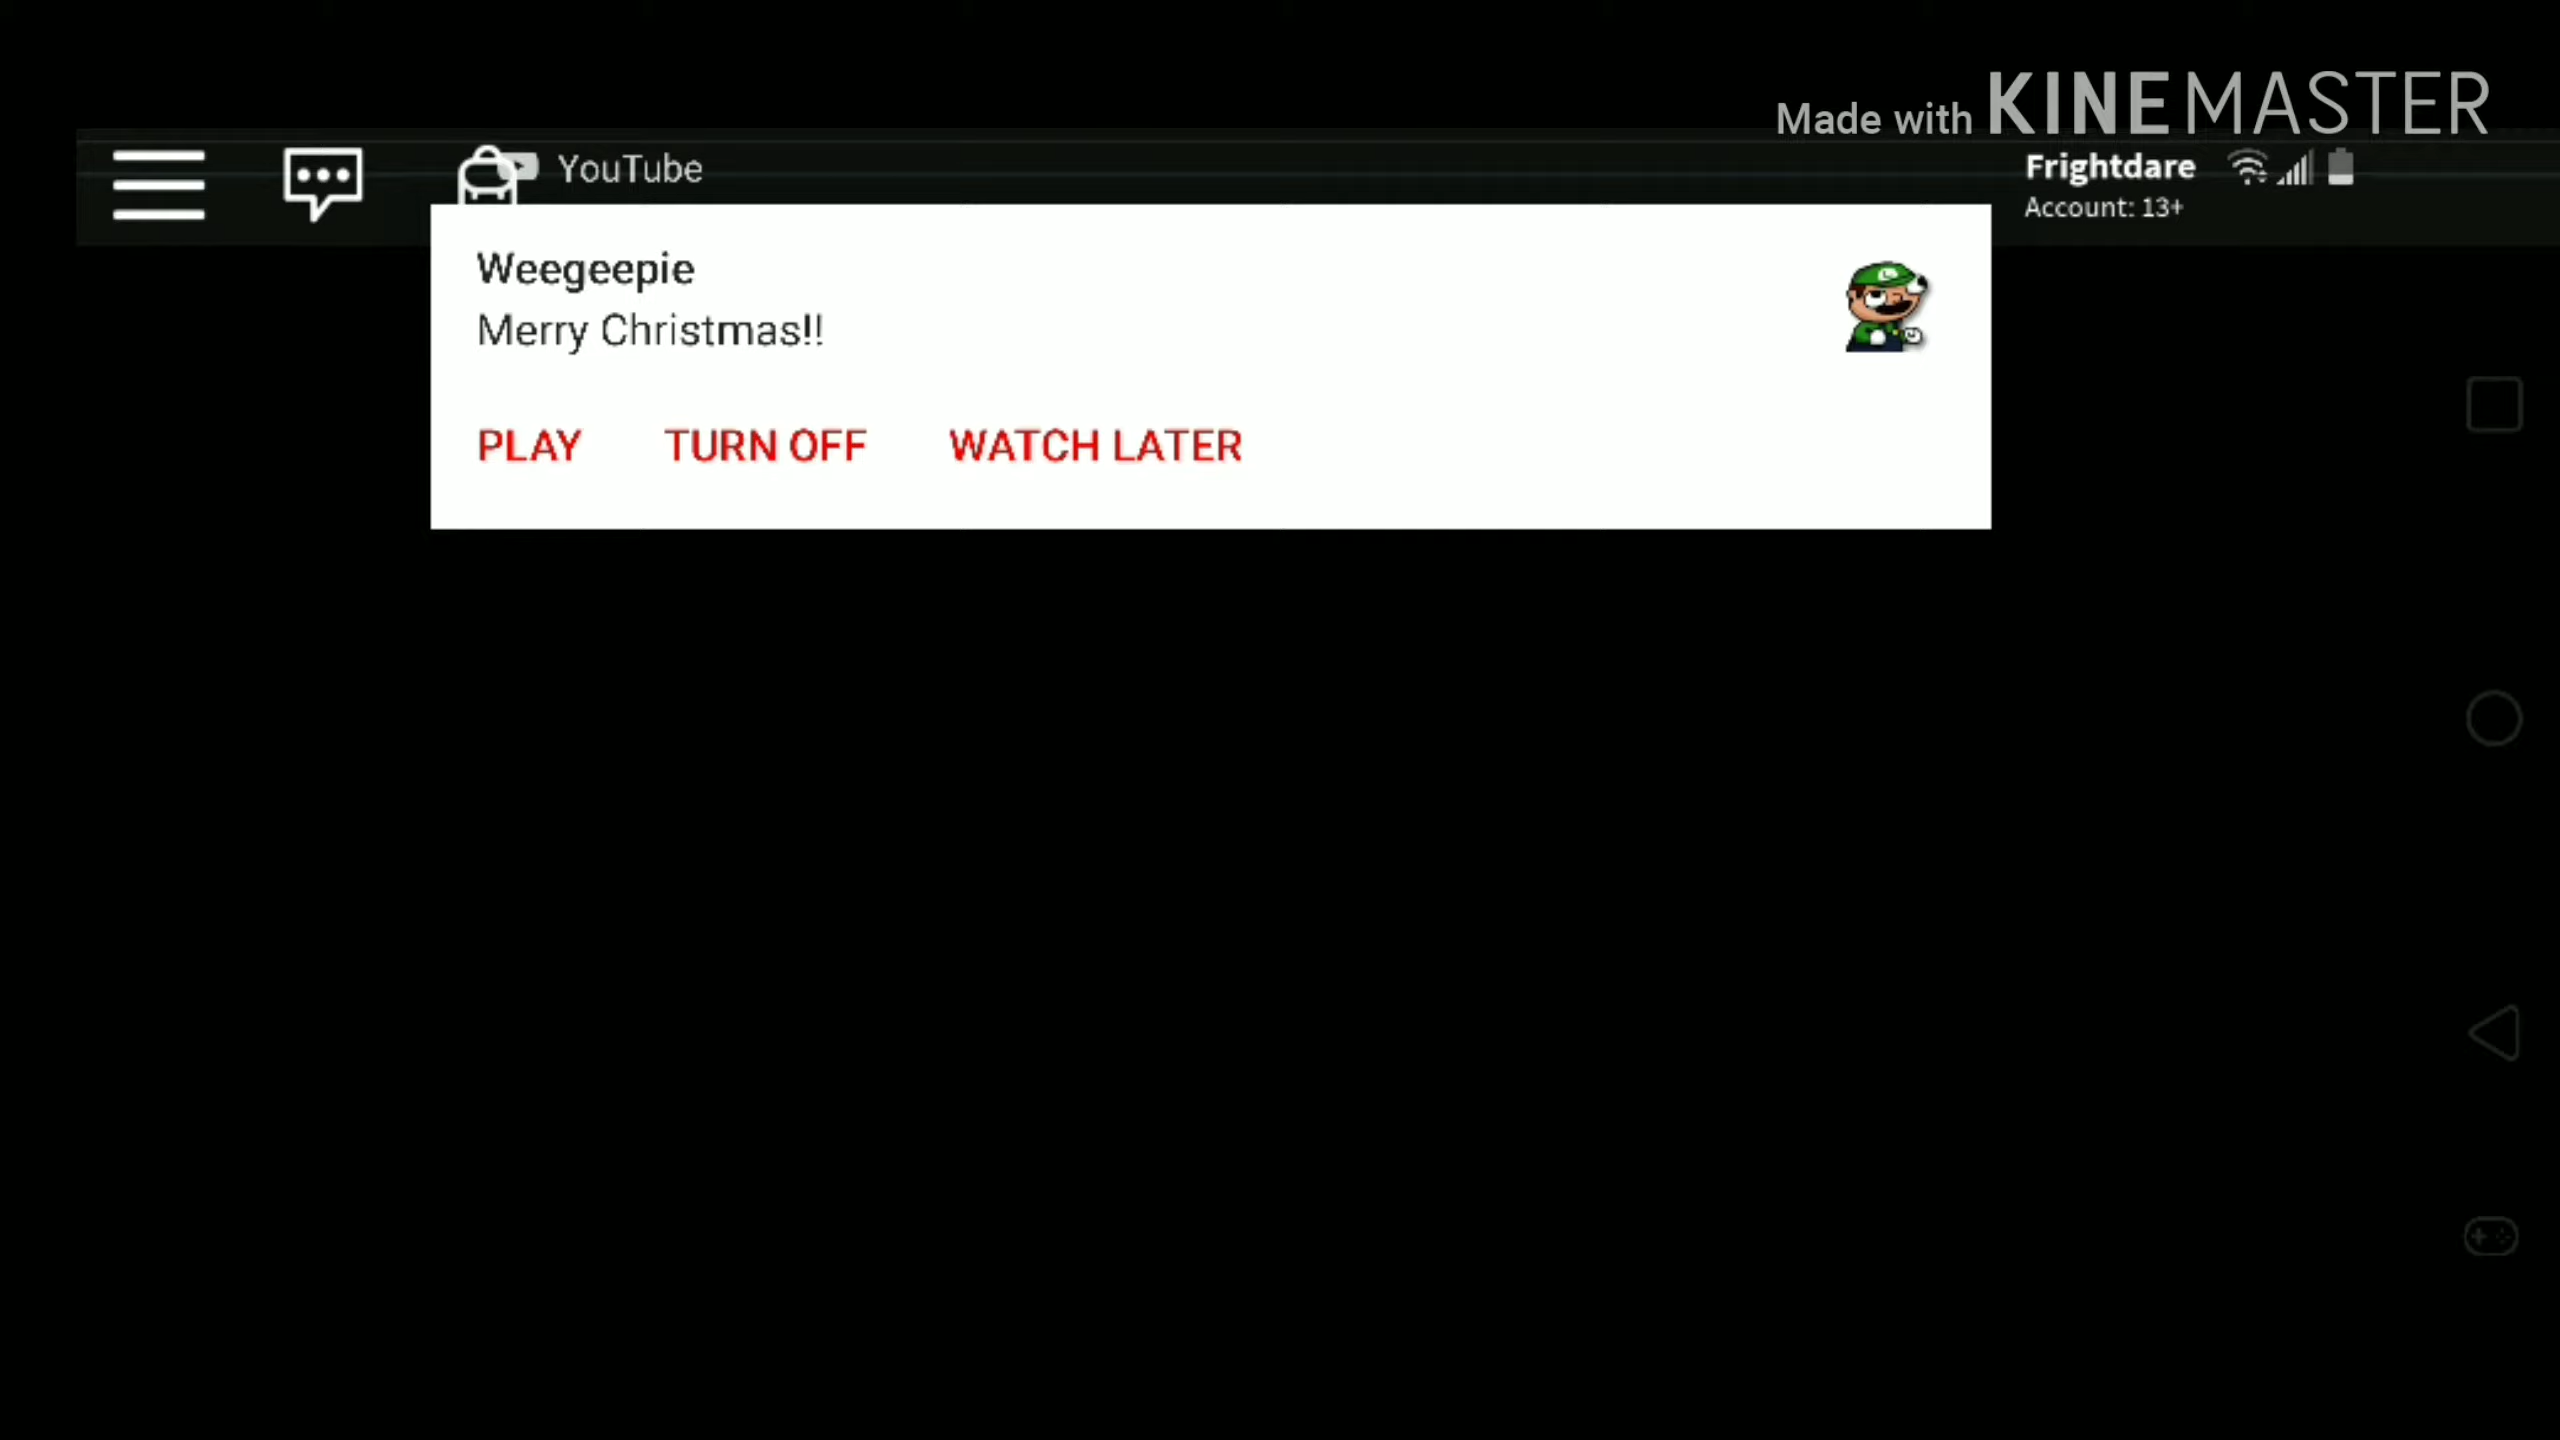 Made with KINEMASTER
YouTube
Frightdare
Account: 13+
Weegeepie
Merry Christmas!!
PLAY TURN OFF WATCH LATER